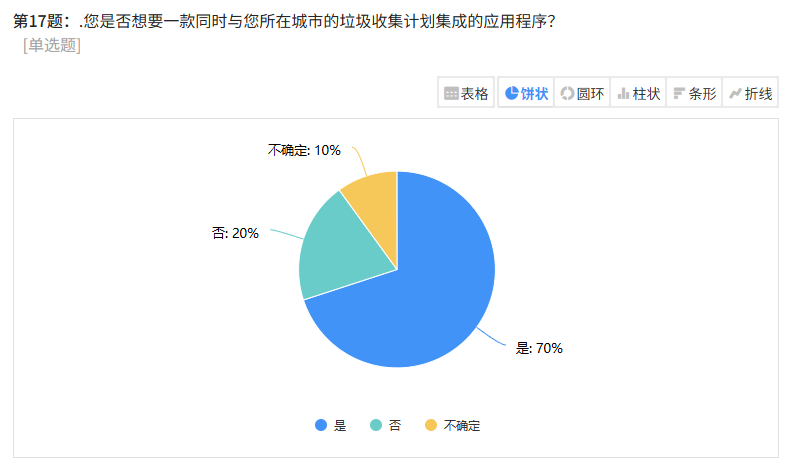 第17题：.您是否想要一款同时与您所在城市的垃圾收集计划集成的应用程序？
[单选题]
表格 饼状 圆环 柱状 条形 折线
不确定: 10%
否: 20%
是: 70%
是 否 不确定